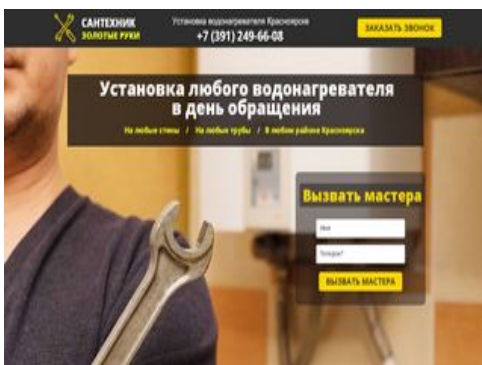 САНТЕХНИК
ЗОЛОТЫЕ РУКИ
Установка водонагревателя Красноярск
+7 (391) 249-66-08
ЗАКАЗАТЬ ЗВОНОК
Установка любого водонагревателя
в день обращения
На любые стены / На любые трубы / В любом районе Красноярска
Вызвать мастера
Имя
Телефон*
ВЫЗВАТЬ МАСТЕРА